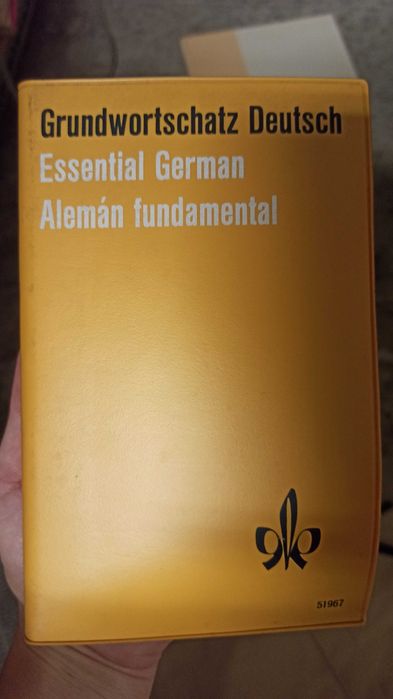 Grundwortschatz Deutsch
Essential German
Alemán fundamental
51967